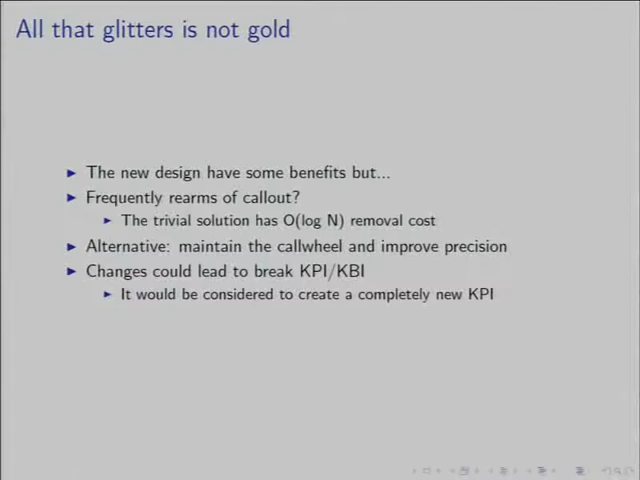 All that glitters is not gold
The new design have some benefits but...
Frequently rearms of callout?
The trivial solution has O(log N) removal cost
Alternative: maintain the callwheel and improve precision
Changes could lead to break KPI/KBI
It would be considered to create a completely new KPI